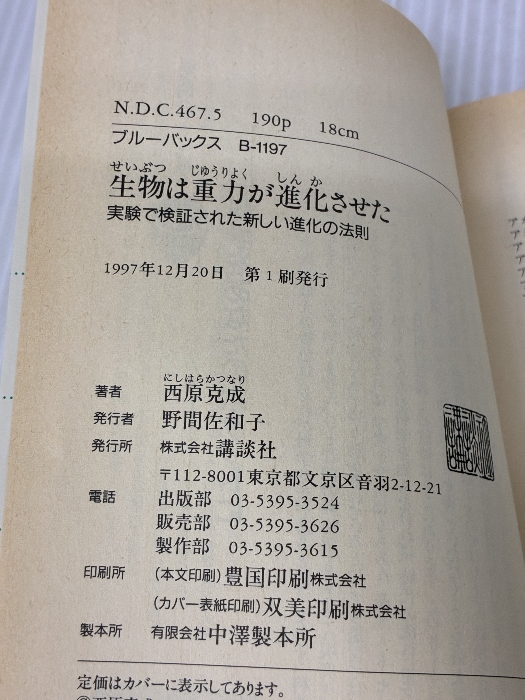 N.D.C.467.5 190p 18cm
ブルーバックス B-1197
せいぶつ じゆうりよく しんか
生物は重力が進化させた
実験で検証された新しい進化の法則
1997年12月20日 第1刷発行
にしはらかつなり
著者 西原克成
発行者 野間佐和子
発行所 株式会社講談社
〒112-8001東京都文京区音羽2-12-21
電話 出版部 03-5395-3524
販売部 03-5395-3626
製作部 03-5395-3615
印刷所 (本文印刷)豊国印刷株式会社
(カバー表紙印刷)双美印刷株式会社
製本所 有限会社中澤製本所
定価はカバーに表示してあります。